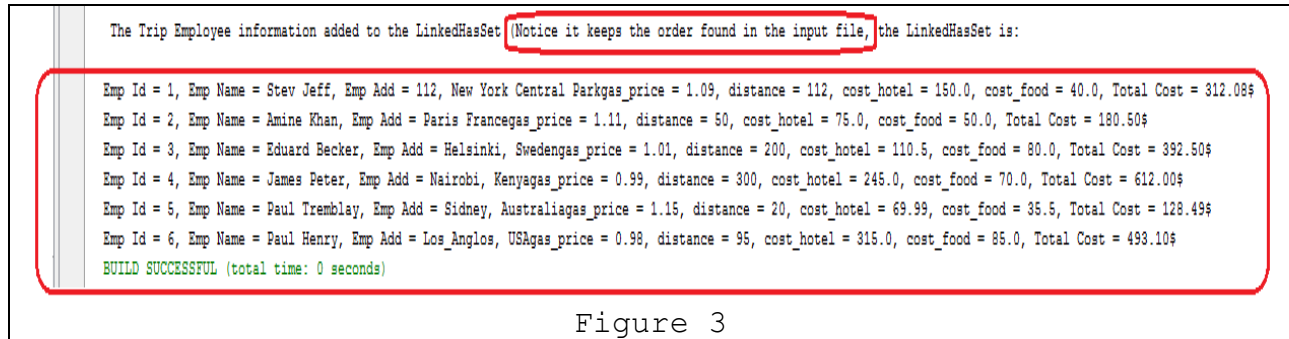 The Trip Employee information added to the LinkedHasSet (Notice it keeps the order found in the input file, the LinkedHasSet is:
Emp Id = 1, Emp Name = Stev Jeff, Emp Add = 112, New York Central Parkgas_price = 1.09, distance = 112, cost_hotel = 150.0, cost_food = 40.0, Total Cost = 312.08$
Emp Id = 2, Emp Name = Amine Khan, Emp Add = Paris Francegas_price = 1.11, distance = 50, cost_hotel = 75.0, cost_food = 50.0, Total Cost = 180.50$
Emp Id = 3, Emp Name = Eduard Becker, Emp Add = Helsinki, Swedengas_price = 1.01, distance = 200, cost_hotel = 110.5, cost_food = 80.0, Total Cost = 392.50$
Emp Id = 4, Emp Name = James Peter, Emp Add = Nairobi, Kenyagas_price = 0.99, distance = 300, cost_hotel = 245.0, cost_food = 70.0, Total Cost = 612.00$
Emp Id = 5, Emp Name = Paul Tremblay, Emp Add = Sidney, Australiagas_price = 1.15, distance = 20, cost_hotel = 69.99, cost_food = 35.5, Total Cost = 128.49$
Emp Id = 6, Emp Name = Paul Henry, Emp Add = Los_Anglos, USAgas_price = 0.98, distance = 95, cost_hotel = 315.0, cost_food = 85.0, Total Cost = 493.10$
BUILD SUCCESSFUL (total time: 0 seconds)
Figure 3